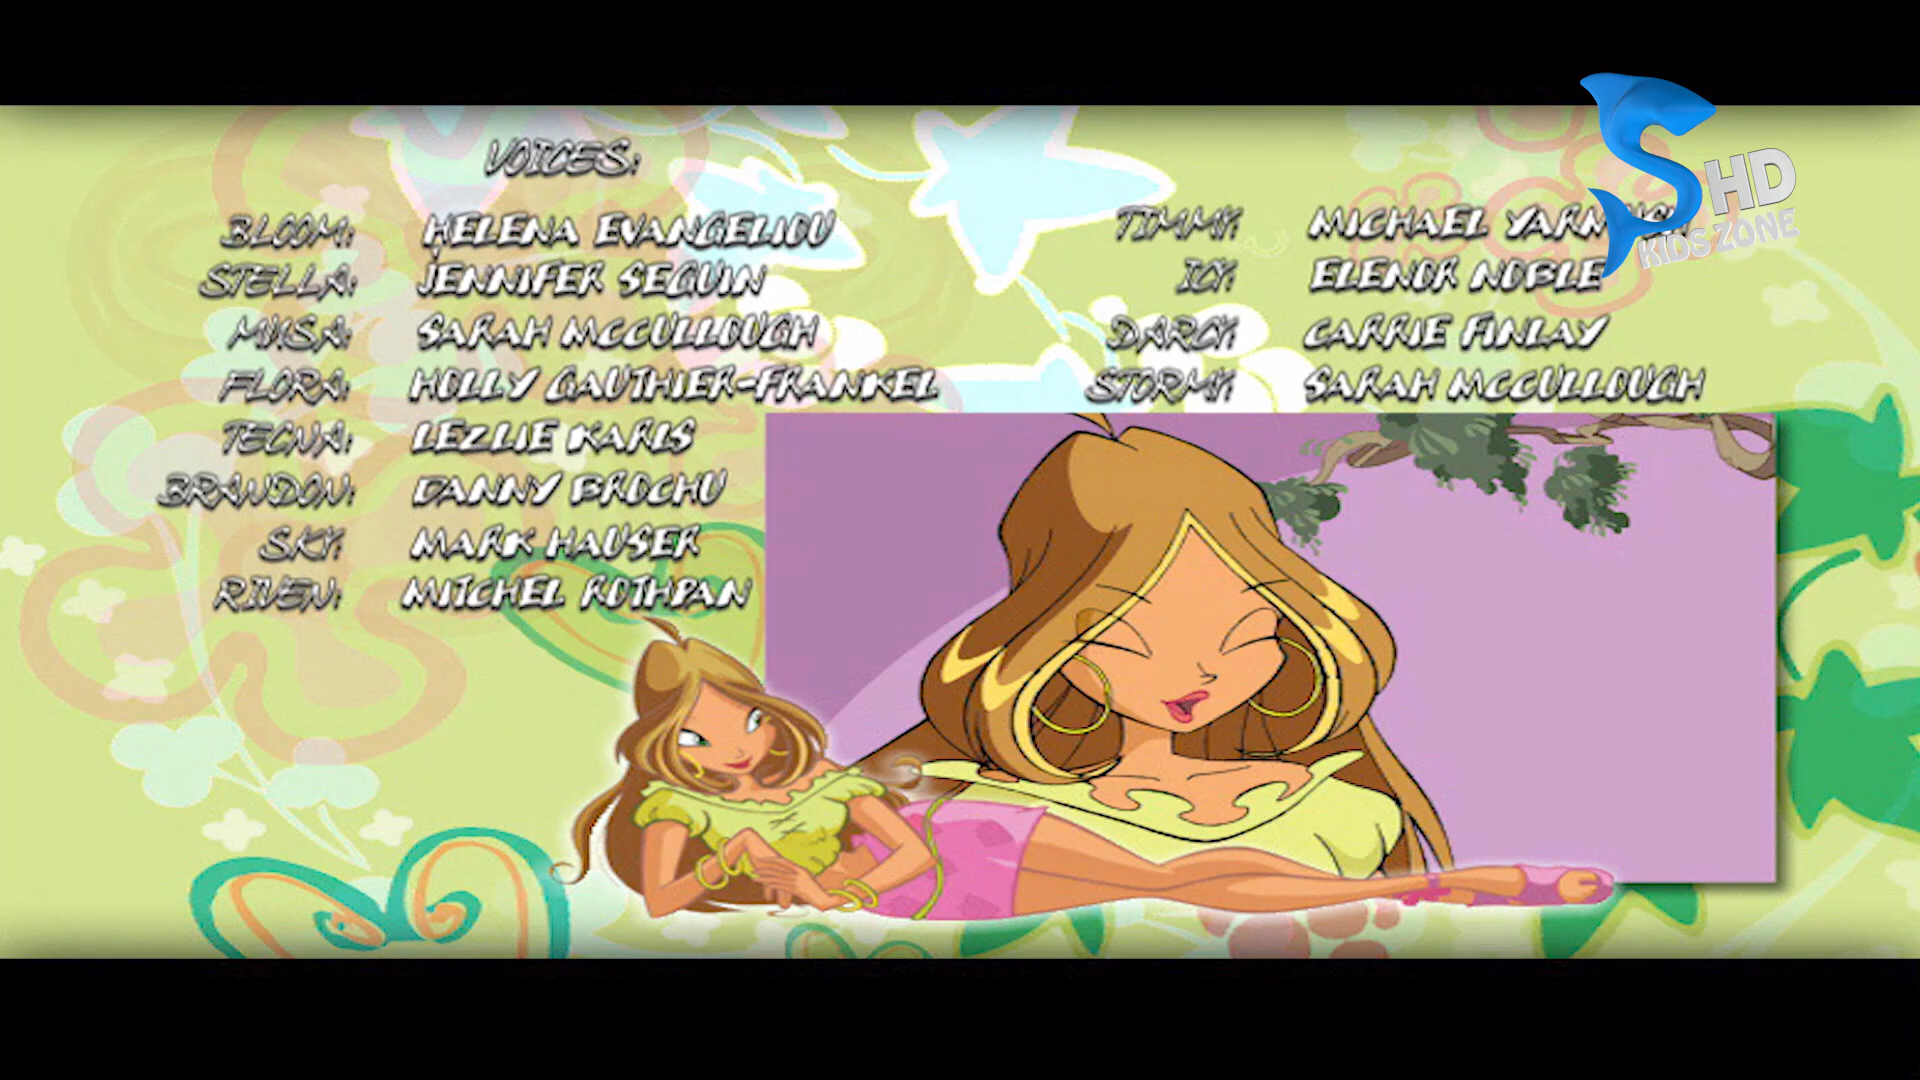 VOICES:
BLOOM: HELENA EVANGELIOU
STELLA: JENNIFER SEGUIN
MUSA: SARAH MCCULLOUGH
FLORA: HOLLY GAUTHIER-FRANKEL
TECNA: LEZLIE KARLS
BRANDON: DANNY BROCHU
SKY: MARK HAUSER
RIVEN: MITCHEL ROTHPAN
TIMMY: MICHAEL
ICY: ELENOR NOBLE
DARCY: CARRIE FINLAY
STORMY: SARAH MCCULLOUGH
S HD
KIDS ZONE